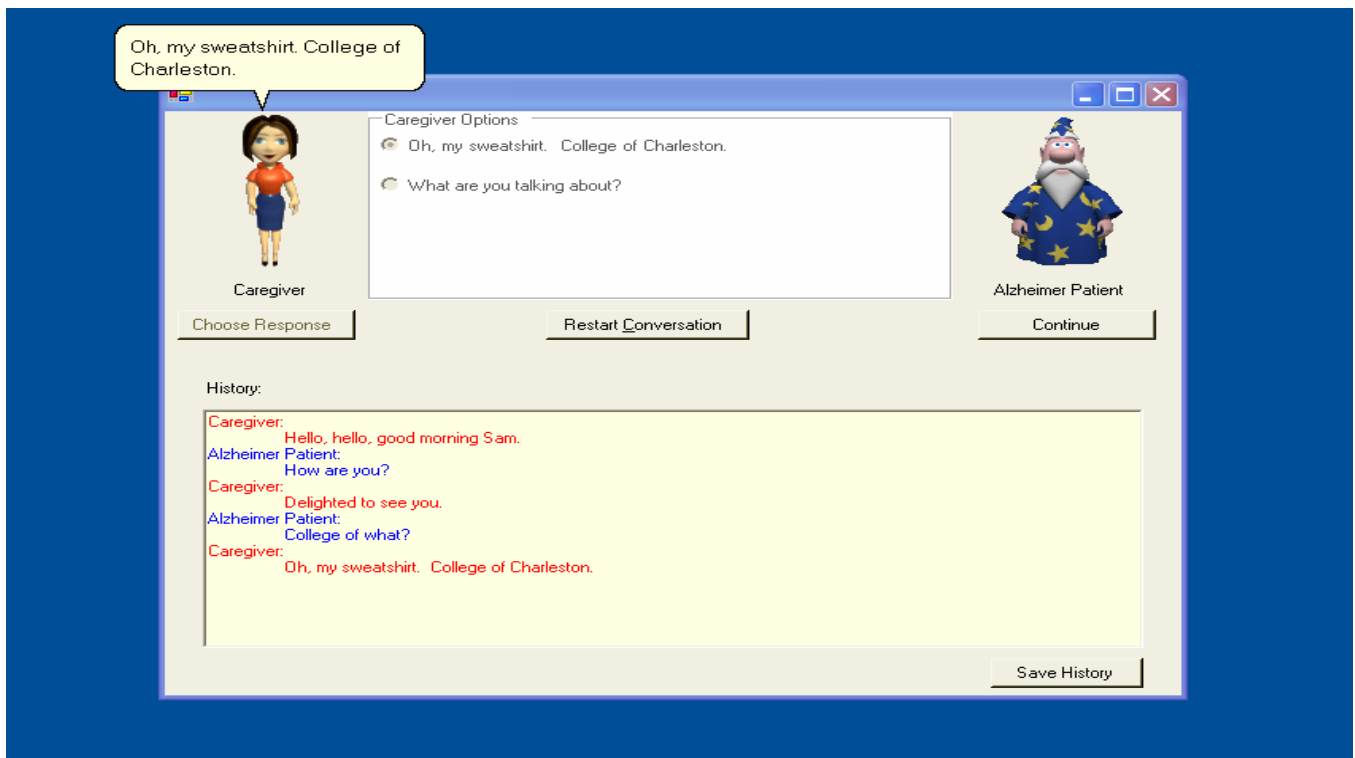 Oh, my sweatshirt. College of
Charleston.
Caregiver Options
Oh, my sweatshirt.  College of Charleston.
What are you talking about?
Caregiver
Alzheimer Patient
Choose Response
Restart Conversation
Continue
History:
Caregiver:
Hello, hello, good morning Sam.
Alzheimer Patient:
How are you?
Caregiver:
Delighted to see you.
Alzheimer Patient:
College of what?
Caregiver:
Oh, my sweatshirt.  College of Charleston.
Save History